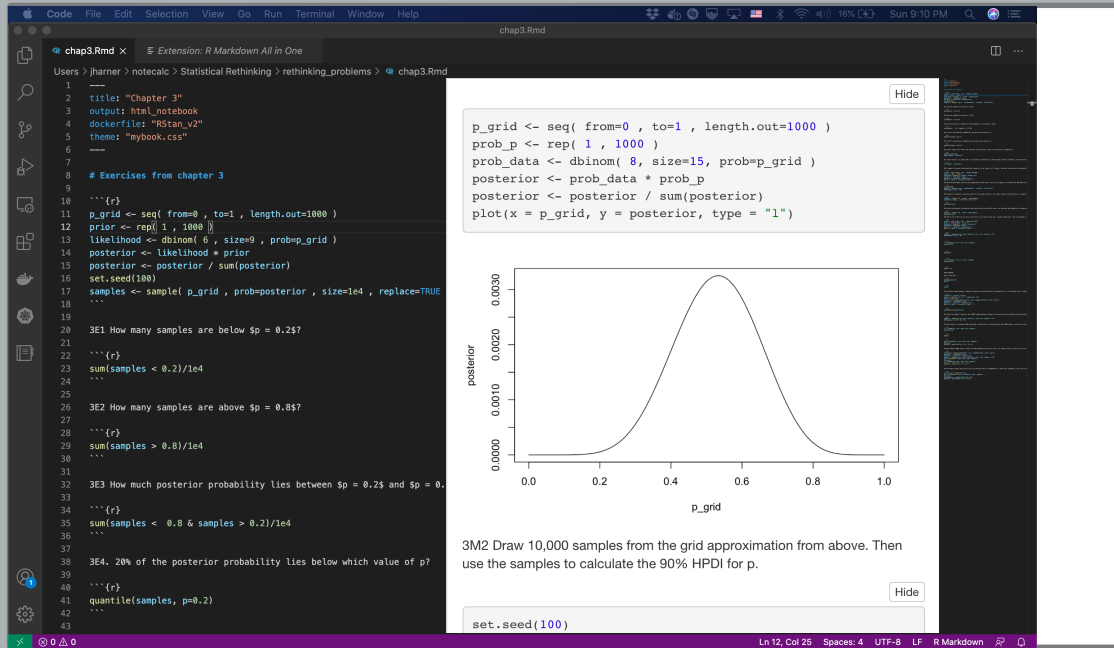 Code File Edit Selection View Go Run Terminal Window Help
16% Sun 9:10 PM
chap3.Rmd
chap3.Rmd × Extension: R Markdown All in One
Users > jharner > notecalc > Statistical Rethinking > rethinking_problems > chap3.Rmd
1 ---
2 title: "Chapter 3"
3 output: html_notebook
4 dockerfile: "RStan_v2"
5 theme: "mybook.css"
6 ---
7
8 # Exercises from chapter 3
9
10 ```{r}
11 p_grid <- seq( from=0 , to=1 , length.out=1000 )
12 prior <- rep( 1 , 1000 )
13 likelihood <- dbinom( 6 , size=9 , prob=p_grid )
14 posterior <- likelihood * prior
15 posterior <- posterior / sum(posterior)
16 set.seed(100)
17 samples <- sample( p_grid , prob=posterior , size=1e4 , replace=TRUE
18 ```
19
20 3E1 How many samples are below $p = 0.2$?
21
22 ```{r}
23 sum(samples < 0.2)/1e4
24 ```
25
26 3E2 How many samples are above $p = 0.8$?
27
28 ```{r}
29 sum(samples > 0.8)/1e4
30 ```
31
32 3E3 How much posterior probability lies between $p = 0.2$ and $p = 0.
33
34 ```{r}
35 sum(samples < 0.8 & samples > 0.2)/1e4
36 ```
37
38 3E4. 20% of the posterior probability lies below which value of p?
39
40 ```{r}
41 quantile(samples, p=0.2)
42 ```
43
Hide
p_grid <- seq( from=0 , to=1 , length.out=1000 )
prob_p <- rep( 1 , 1000 )
prob_data <- dbinom( 8, size=15, prob=p_grid )
posterior <- prob_data * prob_p
posterior <- posterior / sum(posterior)
plot(x = p_grid, y = posterior, type = "l")
0.0030
0.0020
0.0010
0.0000
posterior
0.0 0.2 0.4 0.6 0.8 1.0
p_grid
3M2 Draw 10,000 samples from the grid approximation from above. Then
use the samples to calculate the 90% HPDI for p.
Hide
set.seed(100)
1
0 0
Ln 12, Col 25 Spaces: 4 UTF-8 LF R Markdown